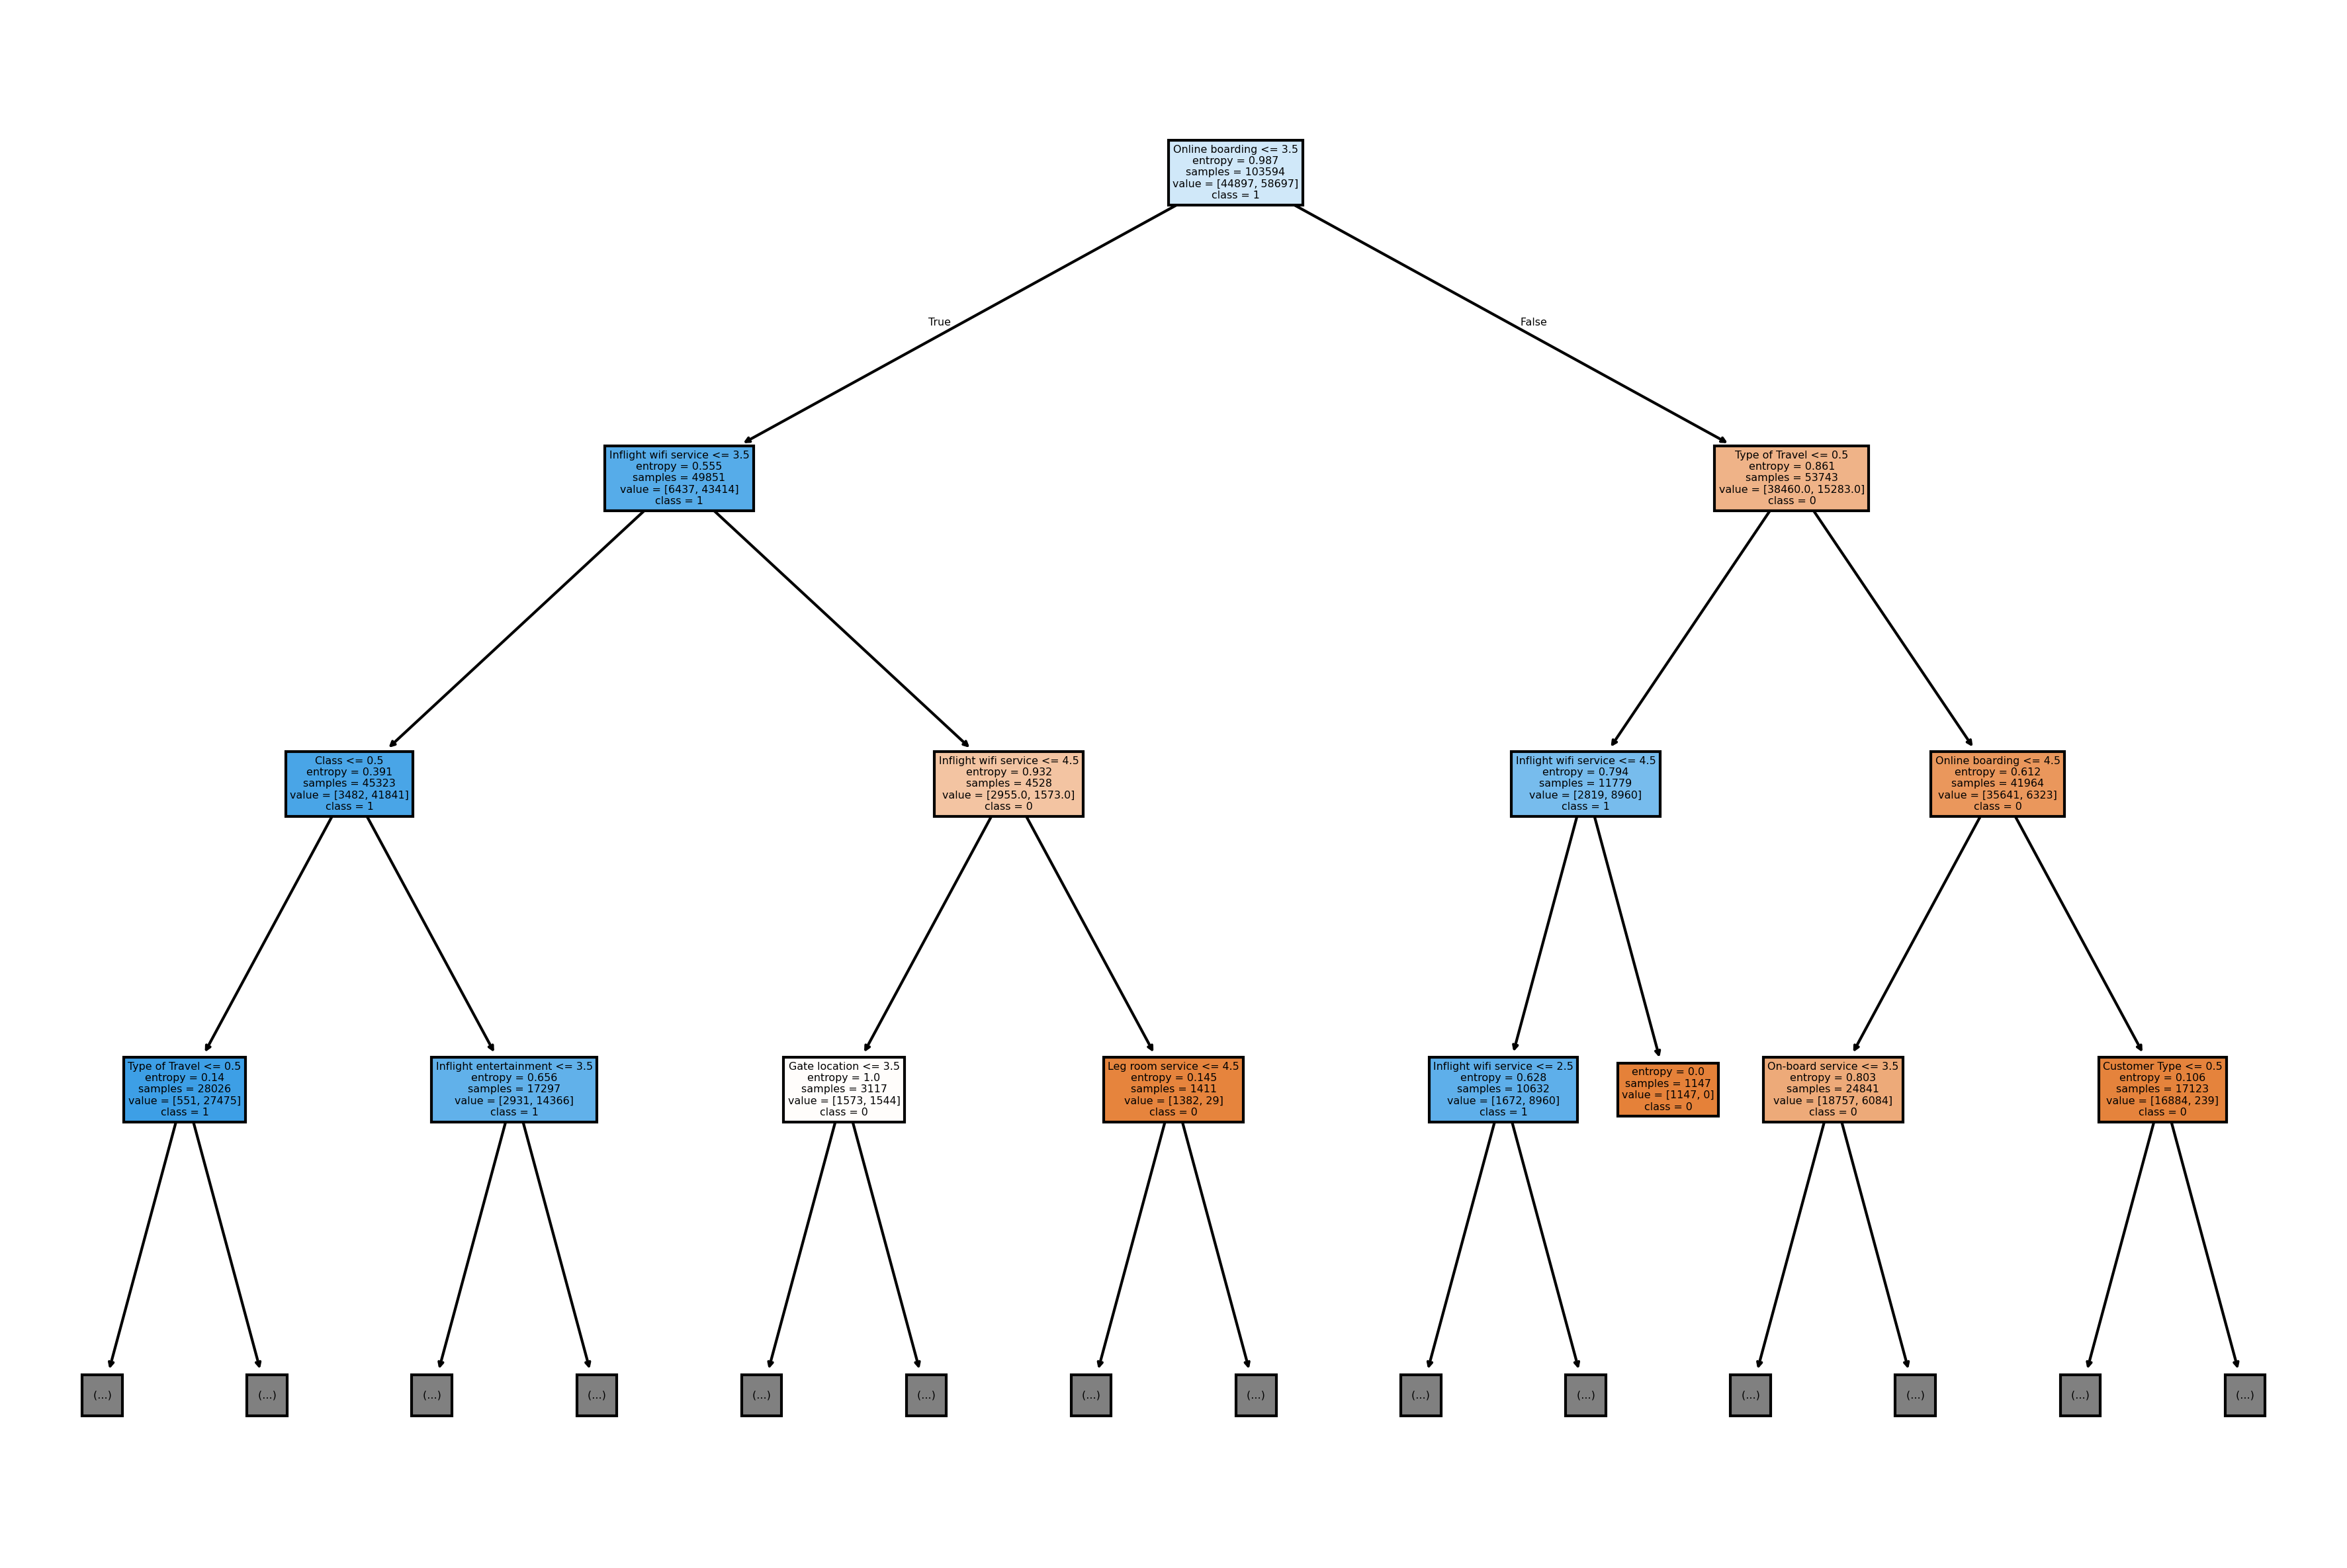 Online boarding <= 3.5
entropy = 0.987
samples = 103594
value = [44897, 58697]
class = 1
True
False
Inflight wifi service <= 3.5
entropy = 0.555
samples = 49851
value = [6437, 43414]
class = 1
Type of Travel <= 0.5
entropy = 0.861
samples = 53743
value = [38460.0, 15283.0]
class = 0
Class <= 0.5
entropy = 0.391
samples = 45323
value = [3482, 41841]
class = 1
Inflight wifi service <= 4.5
entropy = 0.932
samples = 4528
value = [2955.0, 1573.0]
class = 0
Inflight wifi service <= 4.5
entropy = 0.794
samples = 11779
value = [2819, 8960]
class = 1
Online boarding <= 4.5
entropy = 0.612
samples = 41964
value = [35641, 6323]
class = 0
Type of Travel <= 0.5
entropy = 0.14
samples = 28026
value = [551, 27475]
class = 1
Inflight entertainment <= 3.5
entropy = 0.656
samples = 17297
value = [2931, 14366]
class = 1
Gate location <= 3.5
entropy = 1.0
samples = 3117
value = [1573, 1544]
class = 0
Leg room service <= 4.5
entropy = 0.145
samples = 1411
value = [1382, 29]
class = 0
Inflight wifi service <= 2.5
entropy = 0.628
samples = 10632
value = [1672, 8960]
class = 1
entropy = 0.0
samples = 1147
value = [1147, 0]
class = 0
On-board service <= 3.5
entropy = 0.803
samples = 24841
value = [18757, 6084]
class = 0
Customer Type <= 0.5
entropy = 0.106
samples = 17123
value = [16884, 239]
class = 0
(...)
(...)
(...)
(...)
(...)
(...)
(...)
(...)
(...)
(...)
(...)
(...)
(...)
(...)